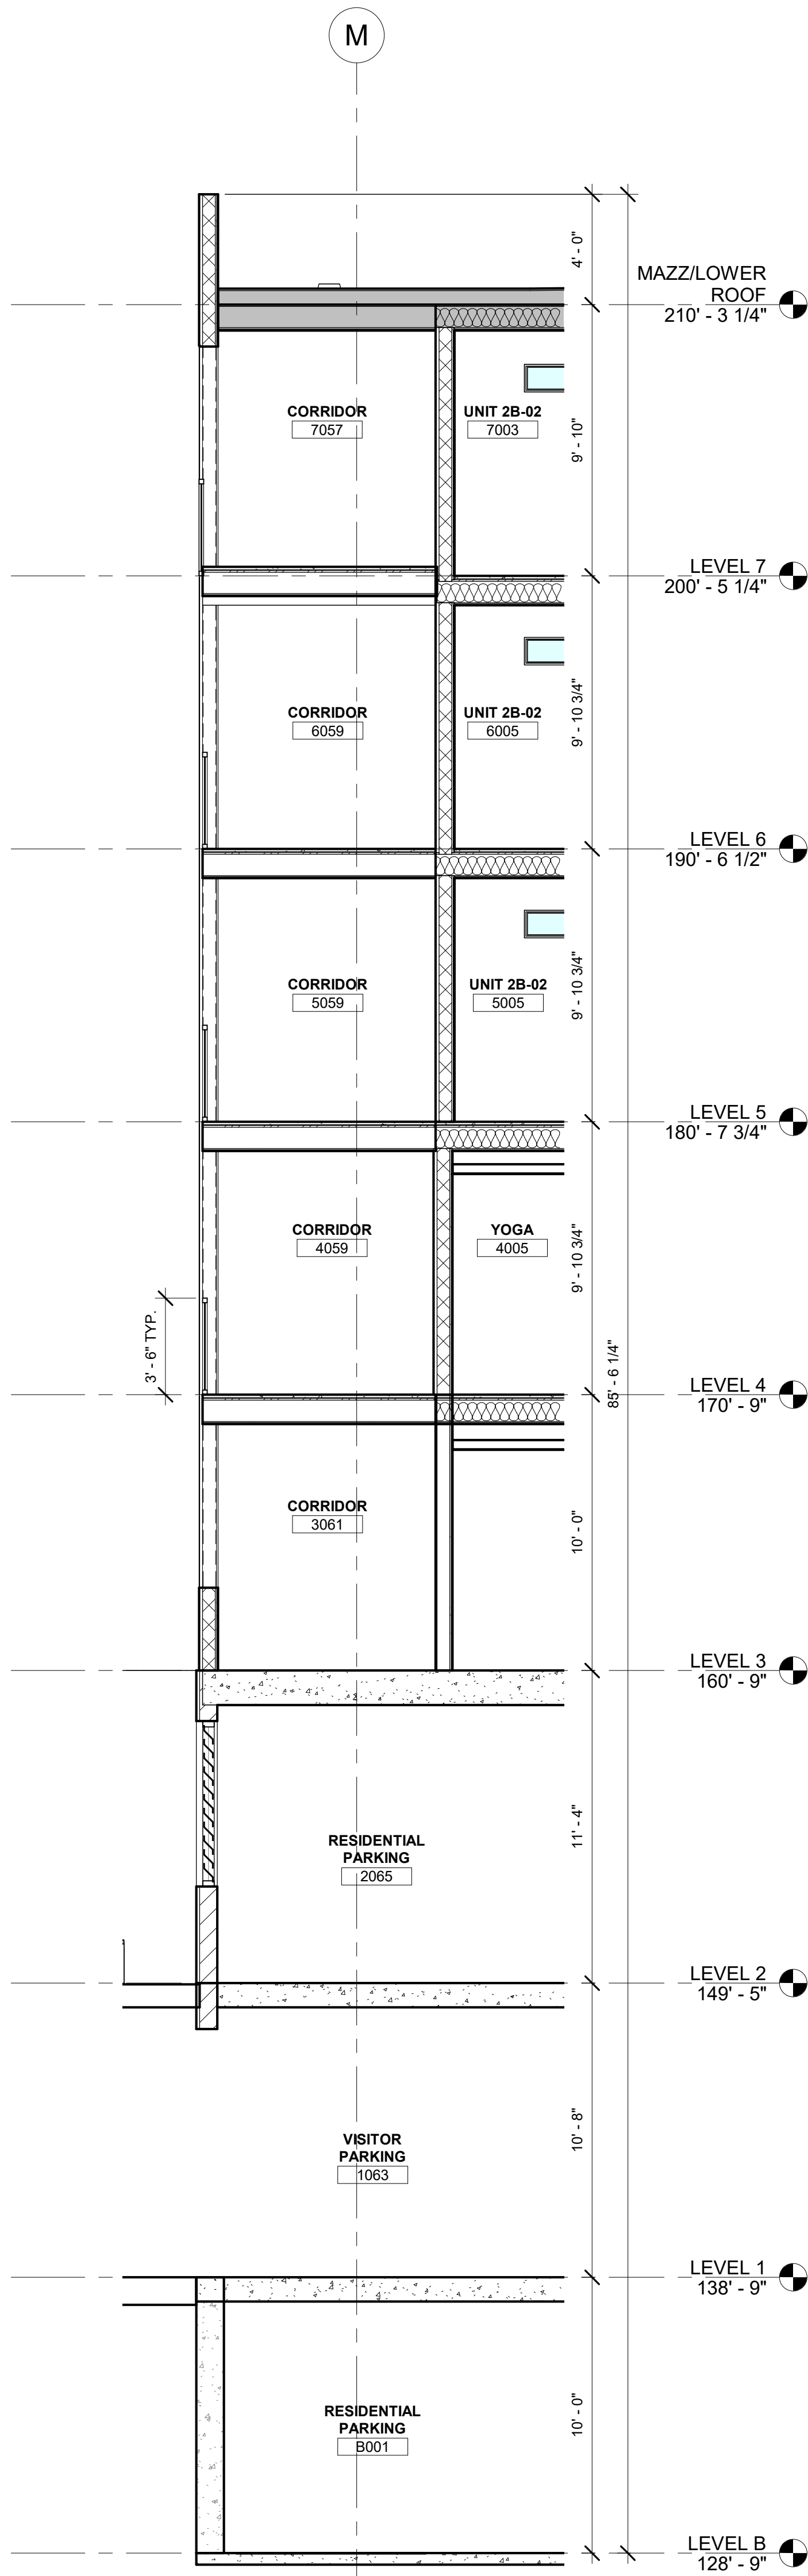 M
4' - 0"
MAZZ/LOWER
ROOF
210' - 3 1/4"
CORRIDOR
7057
UNIT 2B-02
7003
9' - 10"
LEVEL 7
200' - 5 1/4"
CORRIDOR
6059
UNIT 2B-02
6005
9' - 10 3/4"
LEVEL 6
190' - 6 1/2"
CORRIDOR
5059
UNIT 2B-02
5005
9' - 10 3/4"
LEVEL 5
180' - 7 3/4"
CORRIDOR
4059
YOGA
4005
9' - 10 3/4"
3' - 6" TYP.
85' - 6 1/4"
LEVEL 4
170' - 9"
CORRIDOR
3061
10' - 0"
LEVEL 3
160' - 9"
RESIDENTIAL
PARKING
2065
11' - 4"
LEVEL 2
149' - 5"
VISITOR
PARKING
1063
10' - 8"
LEVEL 1
138' - 9"
RESIDENTIAL
PARKING
B001
10' - 0"
LEVEL B
128' - 9"